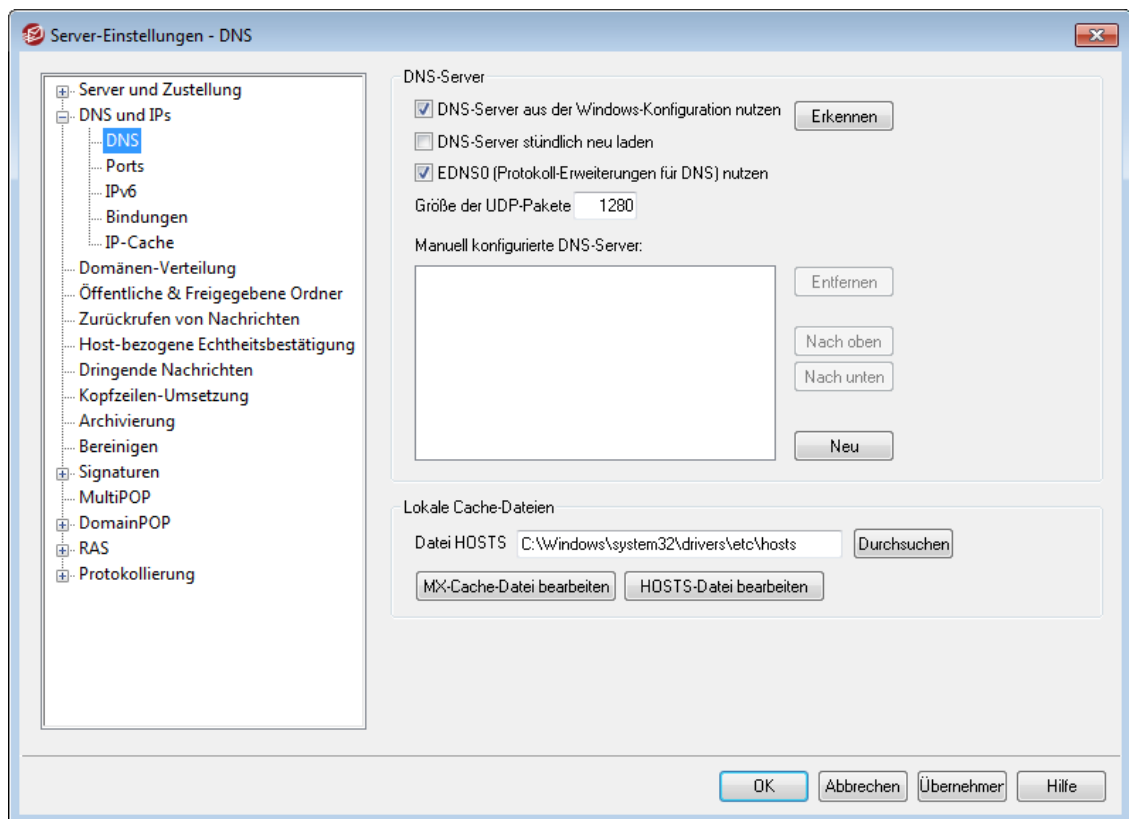 Server-Einstellungen - DNS
Server und Zustellung
DNS und IPs
DNS
Ports
IPv6
Bindungen
IP-Cache
Domänen-Verteilung
Öffentliche & Freigegebene Ordner
Zurückrufen von Nachrichten
Host-bezogene Echtheitsbestätigung
Dringende Nachrichten
Kopfzeilen-Umsetzung
Archivierung
Bereinigen
Signaturen
MultiPOP
DomainPOP
RAS
Protokollierung
DNS-Server
DNS-Server aus der Windows-Konfiguration nutzen
Erkennen
DNS-Server stündlich neu laden
EDNS0 (Protokoll-Erweiterungen für DNS) nutzen
Größe der UDP-Pakete 1280
Manuell konfigurierte DNS-Server:
Entfernen
Nach oben
Nach unten
Neu
Lokale Cache-Dateien
Datei HOSTS C:\Windows\system32\drivers\etc\hosts Durchsuchen
MX-Cache-Datei bearbeiten HOSTS-Datei bearbeiten
OK Abbrechen Übernehmer Hilfe